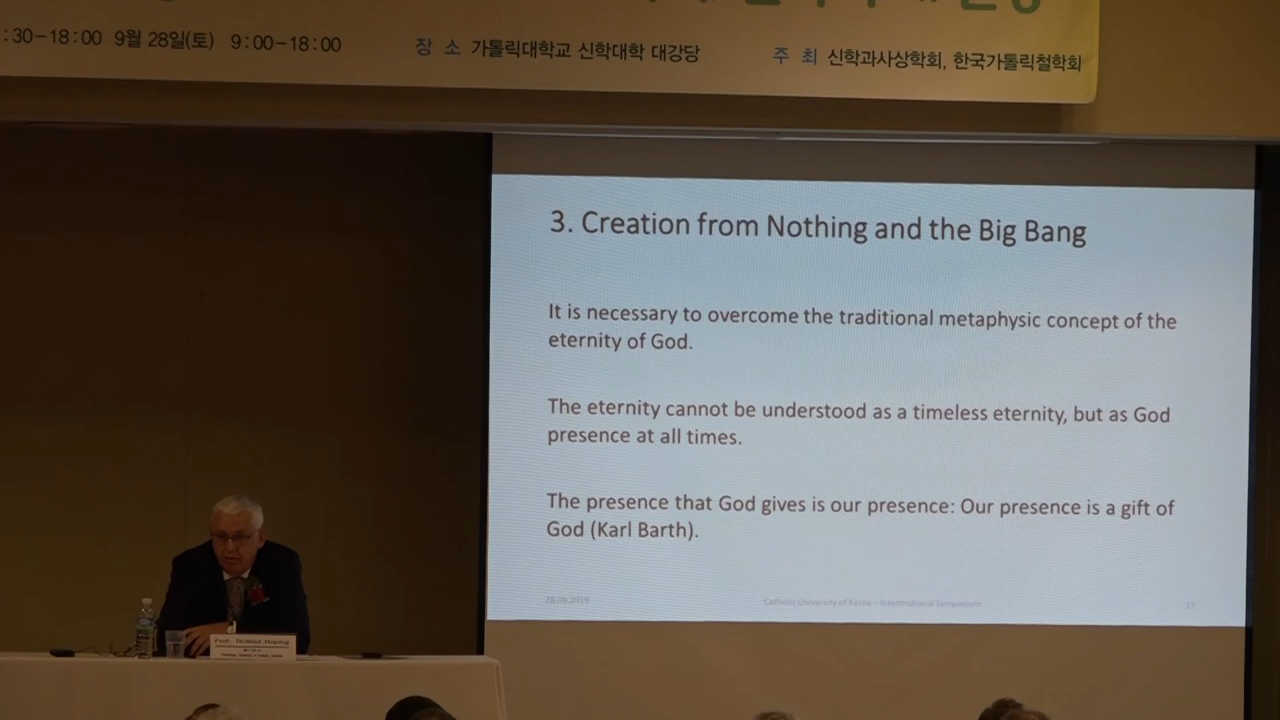 :30-18:00 9월 28일(토) 9:00-18:00
장 소 가톨릭대학교 신학대학 대강당
주 최 신학과사상학회, 한국가톨릭철학회
3. Creation from Nothing and the Big Bang
It is necessary to overcome the traditional metaphysic concept of the
eternity of God.
The eternity cannot be understood as a timeless eternity, but as God
presence at all times.
The presence that God gives is our presence: Our presence is a gift of
God (Karl Barth).
28.09.2019
Catholic University of Korea – International Symposium
17
Prof. Helmut Hoping